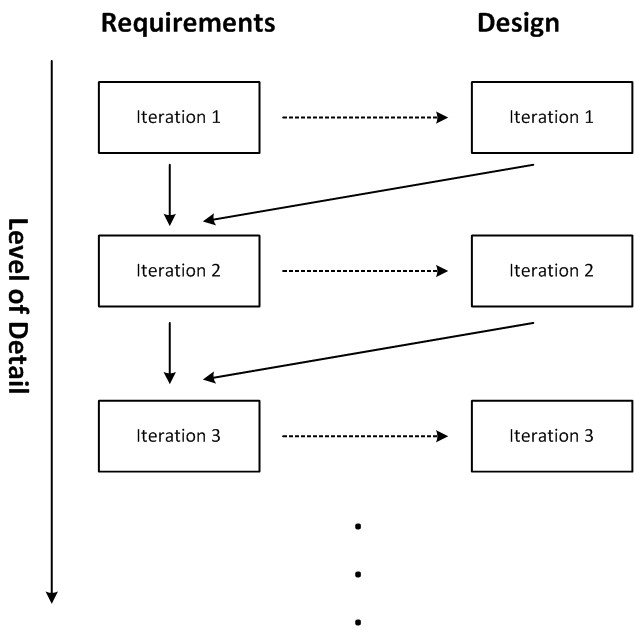 Requirements
Design
Iteration 1
Iteration 1
Level of Detail
Iteration 2
Iteration 2
Iteration 3
Iteration 3